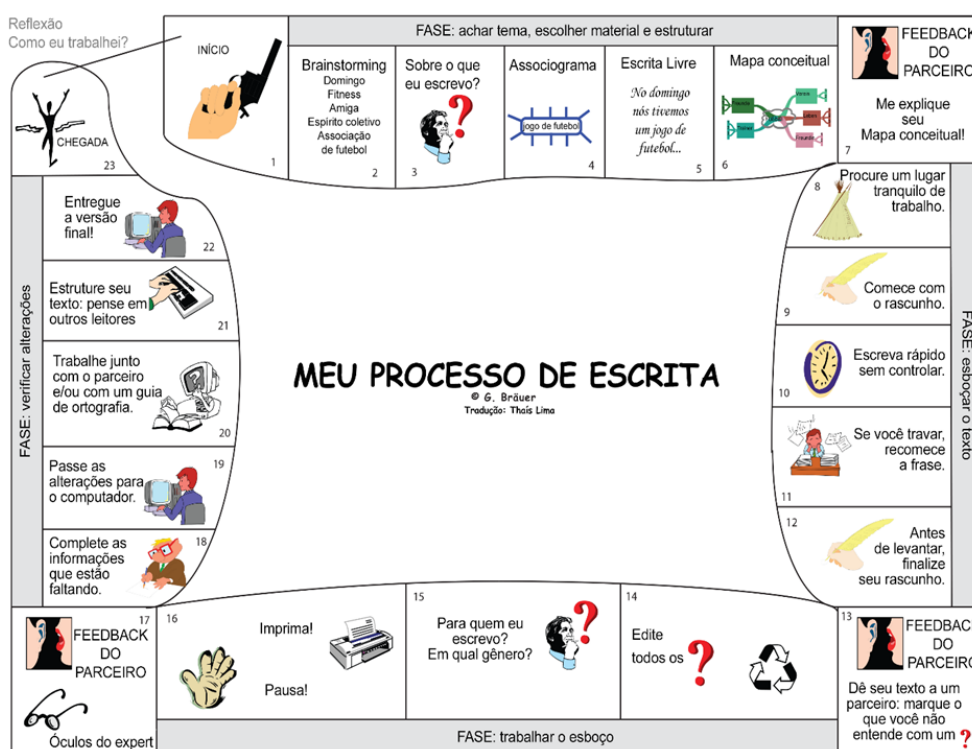 Reflexão
Como eu trabalhei?
INÍCIO
1
FASE: achar tema, escolher material e estruturar
Brainstorming
Domingo
Fitness
Amiga
Espírito coletivo
Associação
de futebol
2
Sobre o que
eu escrevo?
3
Associograma
jogo de futebol
4
Escrita Livre
No domingo
nós tivemos
um jogo de
futebol...
5
Mapa conceitual
6
FEEDBACK
DO
PARCEIRO
Me explique
seu
Mapa conceitual!
7
FASE: esboçar o texto
8
Procure um lugar
tranquilo de
trabalho.
Comece com
o rascunho.
9
Escreva rápido
sem controlar.
10
Se você travar,
recomece
a frase.
11
12
Antes
de levantar,
finalize
seu rascunho.
13
FEEDBACK
DO
PARCEIRO
Dê seu texto a um
parceiro: marque o
que você não
entende com um ?
14
Edite
todos os ?
15
Para quem eu
escrevo?
Em qual gênero?
16
Imprima!
Pausa!
FASE: trabalhar o esboço
17
FEEDBACK
DO
PARCEIRO
Óculos do expert
FASE: verificar alterações
18
Complete as
informações
que estão
faltando.
19
Passe as
alterações para
o computador.
Trabalhe junto
com o parceiro
e/ou com um guia
de ortografia.
20
Estruture seu
texto: pense em
outros leitores
21
Entregue
a versão
final!
22
CHEGADA
23
MEU PROCESSO DE ESCRITA
© G. Bräuer
Tradução: Thaís Lima